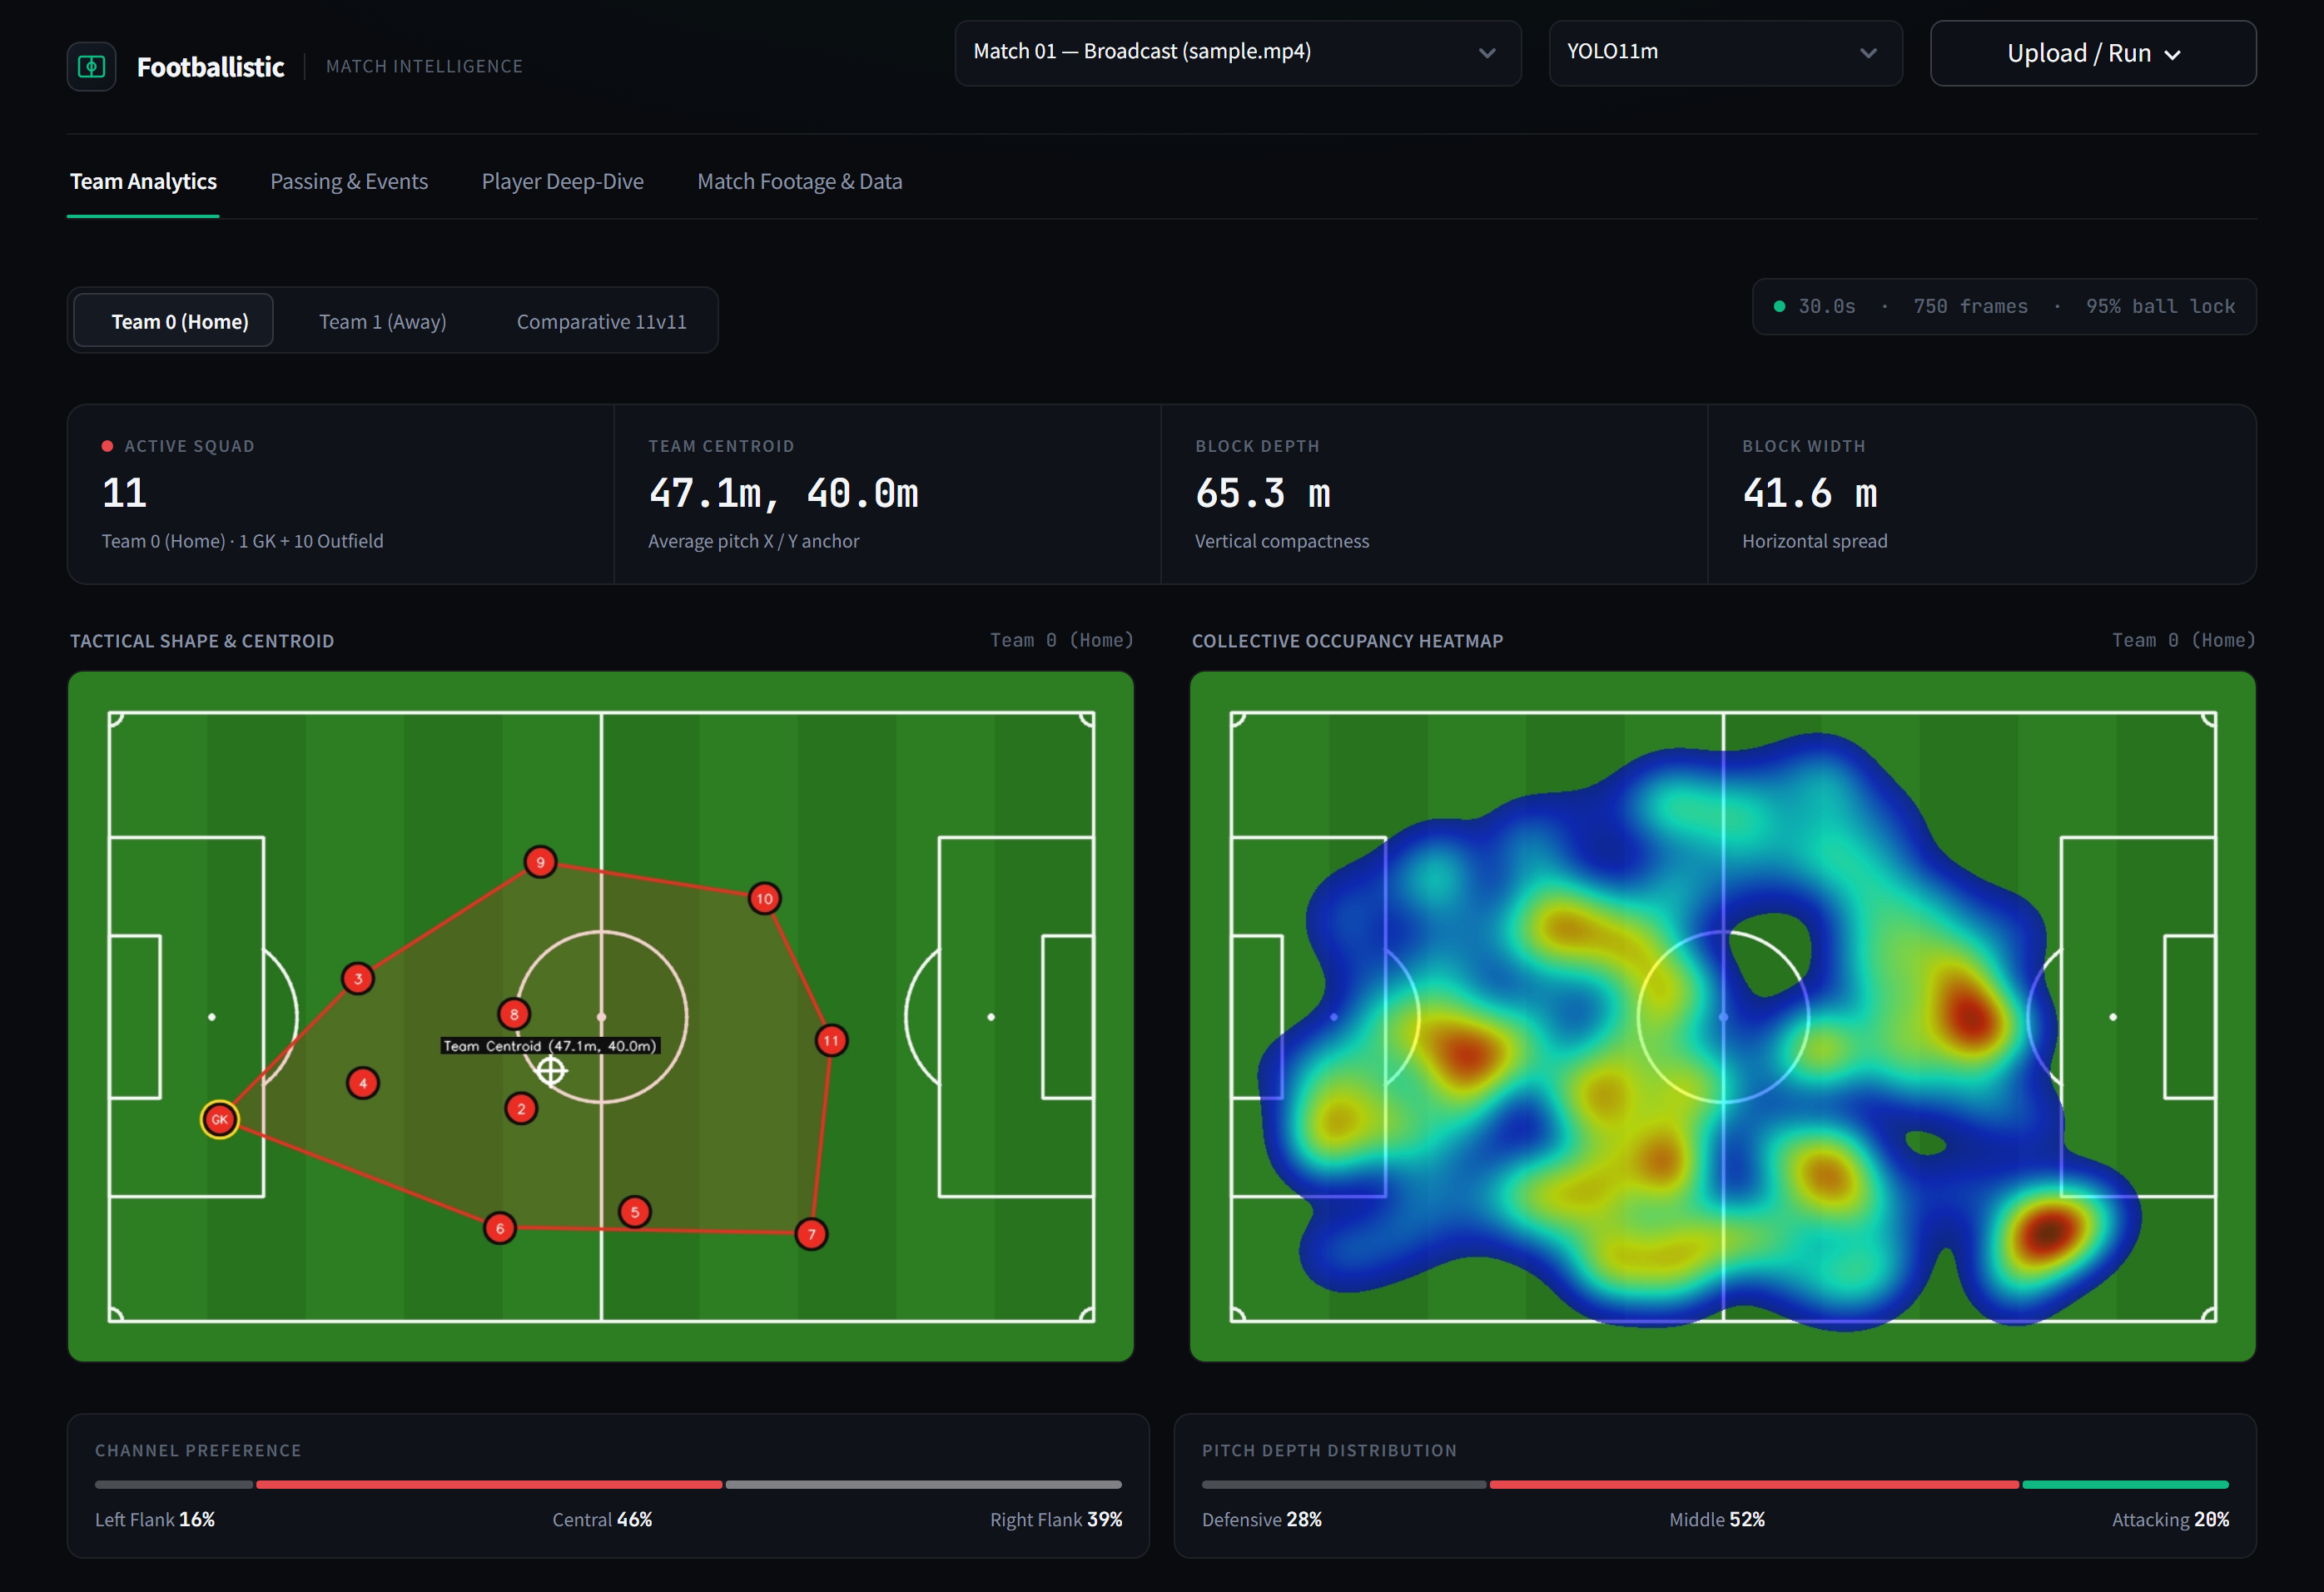 Footballistic
MATCH INTELLIGENCE
Match 01 — Broadcast (sample.mp4)
YOLO11m
Upload / Run
Team Analytics
Passing & Events
Player Deep-Dive
Match Footage & Data
Team 0 (Home)
Team 1 (Away)
Comparative 11v11
30.0s · 750 frames · 95% ball lock
ACTIVE SQUAD
11
Team 0 (Home) · 1 GK + 10 Outfield
TEAM CENTROID
47.1m, 40.0m
Average pitch X / Y anchor
BLOCK DEPTH
65.3 m
Vertical compactness
BLOCK WIDTH
41.6 m
Horizontal spread
TACTICAL SHAPE & CENTROID
Team 0 (Home)
9
10
3
8
11
Team Centroid (47.1m, 40.0m)
4
2
GK
5
6
7
COLLECTIVE OCCUPANCY HEATMAP
Team 0 (Home)
CHANNEL PREFERENCE
Left Flank 16%
Central 46%
Right Flank 39%
PITCH DEPTH DISTRIBUTION
Defensive 28%
Middle 52%
Attacking 20%